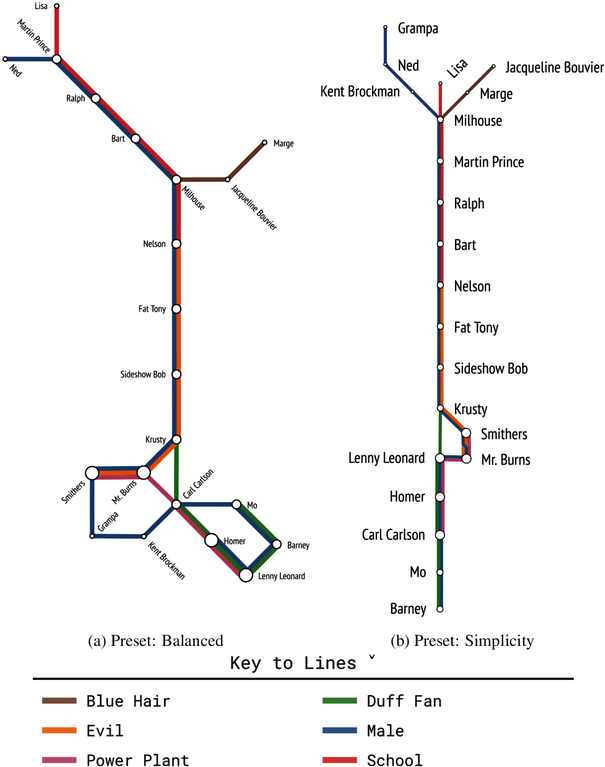 Lisa
Martin Prince
Ned
Ralph
Bart
Milhouse
Marge
Jacqueline Bouvier
Nelson
Fat Tony
Sideshow Bob
Krusty
Smithers
Mr. Burns
Carl Carlson
Mo
Grampa
Kent Brockman
Homer
Barney
Lenny Leonard
(a) Preset: Balanced
Grampa
Ned
Lisa
Jacqueline Bouvier
Kent Brockman
Marge
Milhouse
Martin Prince
Ralph
Bart
Nelson
Fat Tony
Sideshow Bob
Krusty
Smithers
Lenny Leonard
Mr. Burns
Homer
Carl Carlson
Mo
Barney
(b) Preset: Simplicity
Key to Lines ˅
Blue Hair
Duff Fan
Evil
Male
Power Plant
School